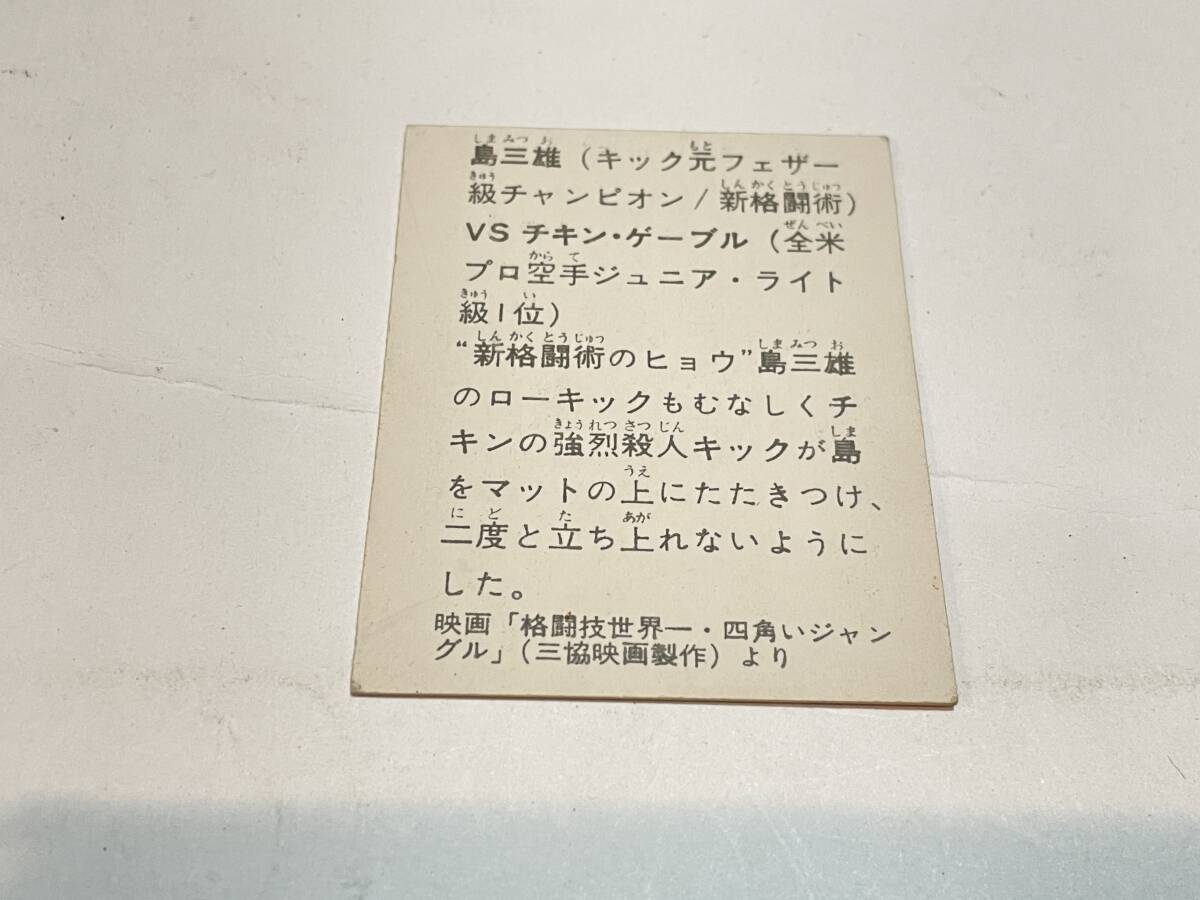 島三雄（キック元フェザー
級チャンピオン/新格闘術）
VS チキン・ゲーブル（全米
プロ空手ジュニア・ライト
級1位）
“新格闘術のヒョウ”島三雄
のローキックもむなしくチ
キンの強烈殺人キックが島
をマットの上にたたきつけ、
二度と立ち上れないように
した。
映画「格闘技世界一・四角いジャン
グル」（三協映画製作）より